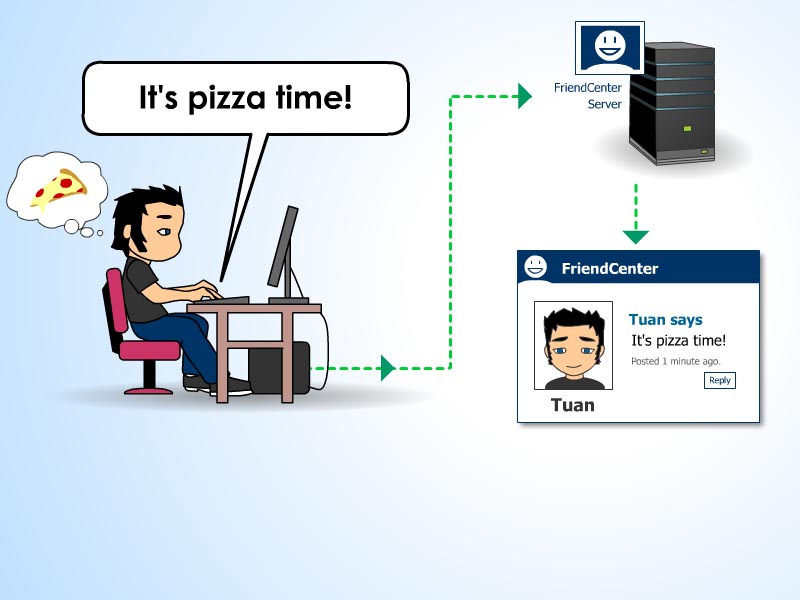 It's pizza time!
FriendCenter
Server
FriendCenter
Tuan says
It's pizza time!
Posted 1 minute ago.
Reply
Tuan